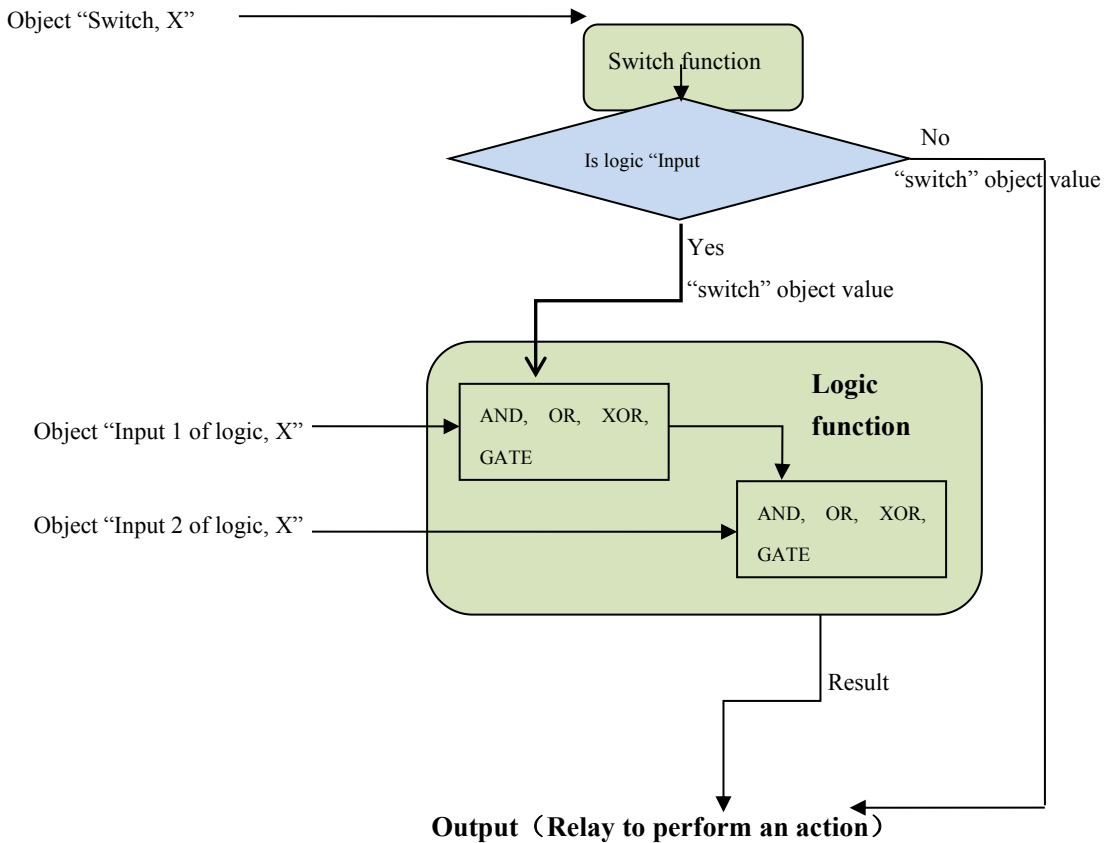 Object “Switch, X”
Switch function
Is logic “Input
No
“switch” object value
Yes
“switch” object value
Logic
function
AND, OR, XOR,
GATE
Object “Input 1 of logic, X”
AND, OR, XOR,
GATE
Object “Input 2 of logic, X”
Result
Output（Relay to perform an action）